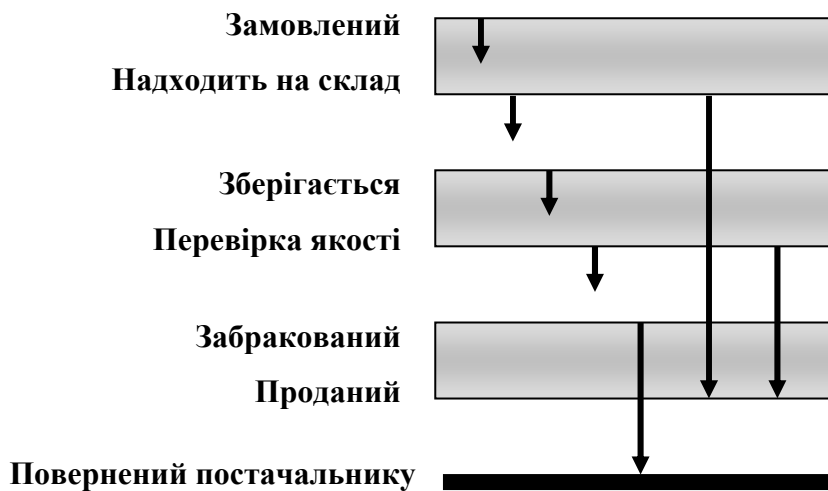 Замовлений
Надходить на склад
Зберігається
Перевірка якості
Забракований
Проданий
Повернений постачальнику